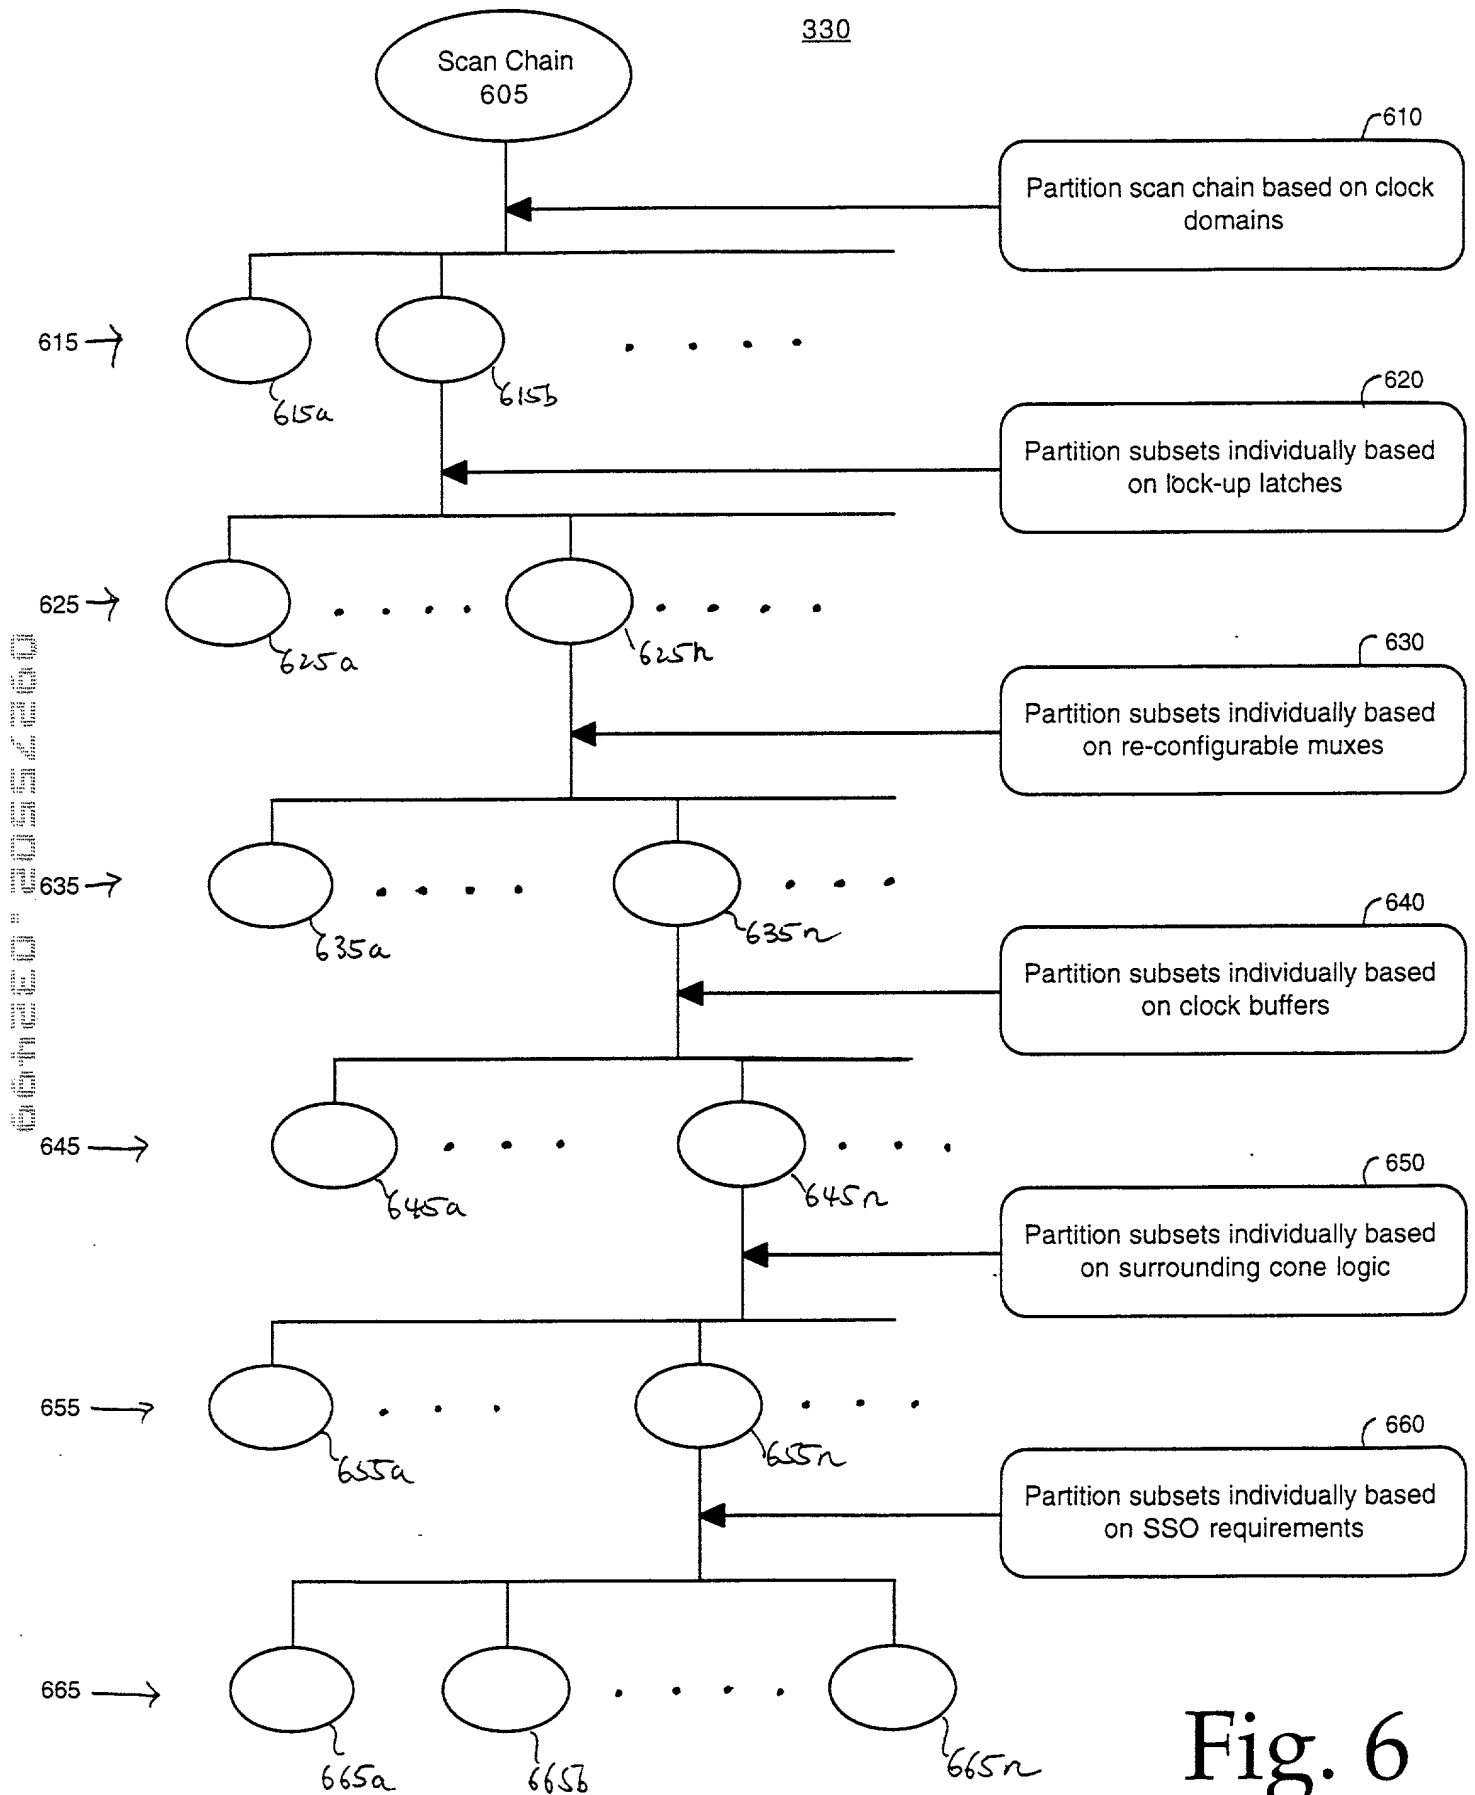 330
Scan Chain
605
610
Partition scan chain based on clock
domains
615
615a
615b
620
Partition subsets individually based
on lock-up latches
625
625a
625n
630
Partition subsets individually based
on re-configurable muxes
635
635a
635n
640
Partition subsets individually based
on clock buffers
645
645a
645n
650
Partition subsets individually based
on surrounding cone logic
655
655a
655n
660
Partition subsets individually based
on SSO requirements
665
665a
665b
665n
Fig. 6